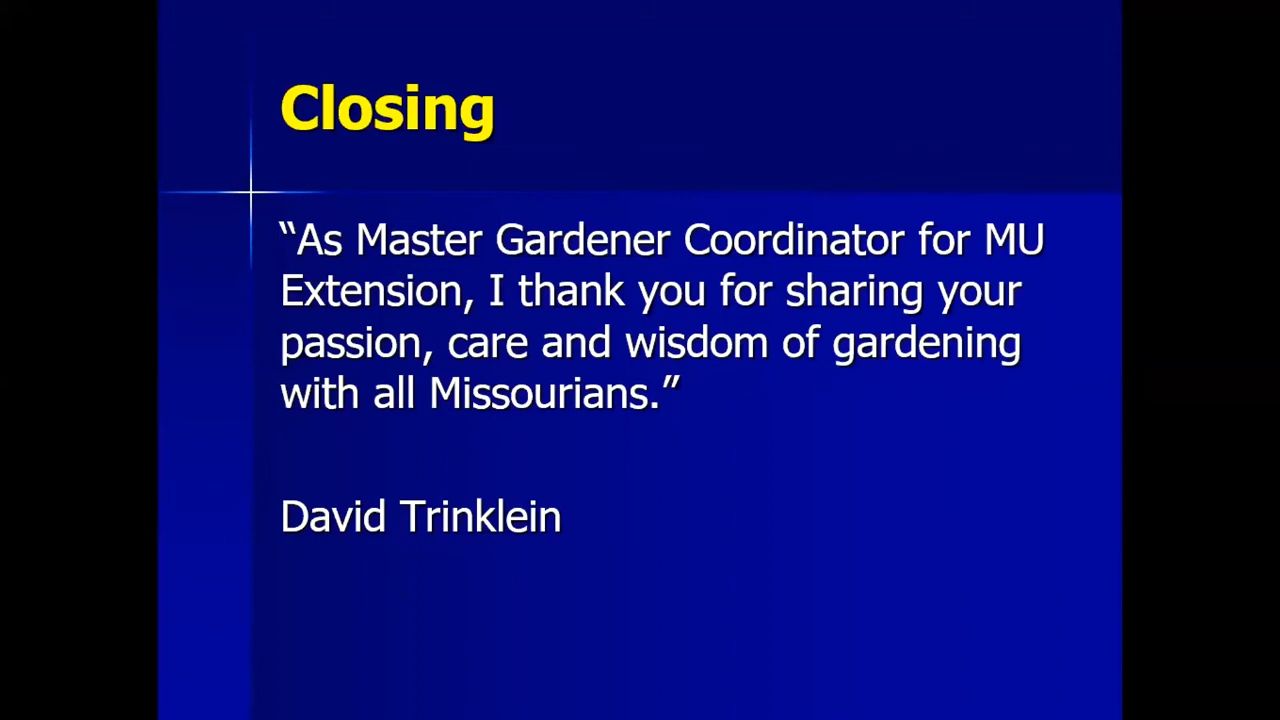 Closing
“As Master Gardener Coordinator for MU
Extension, I thank you for sharing your
passion, care and wisdom of gardening
with all Missourians.”
David Trinklein